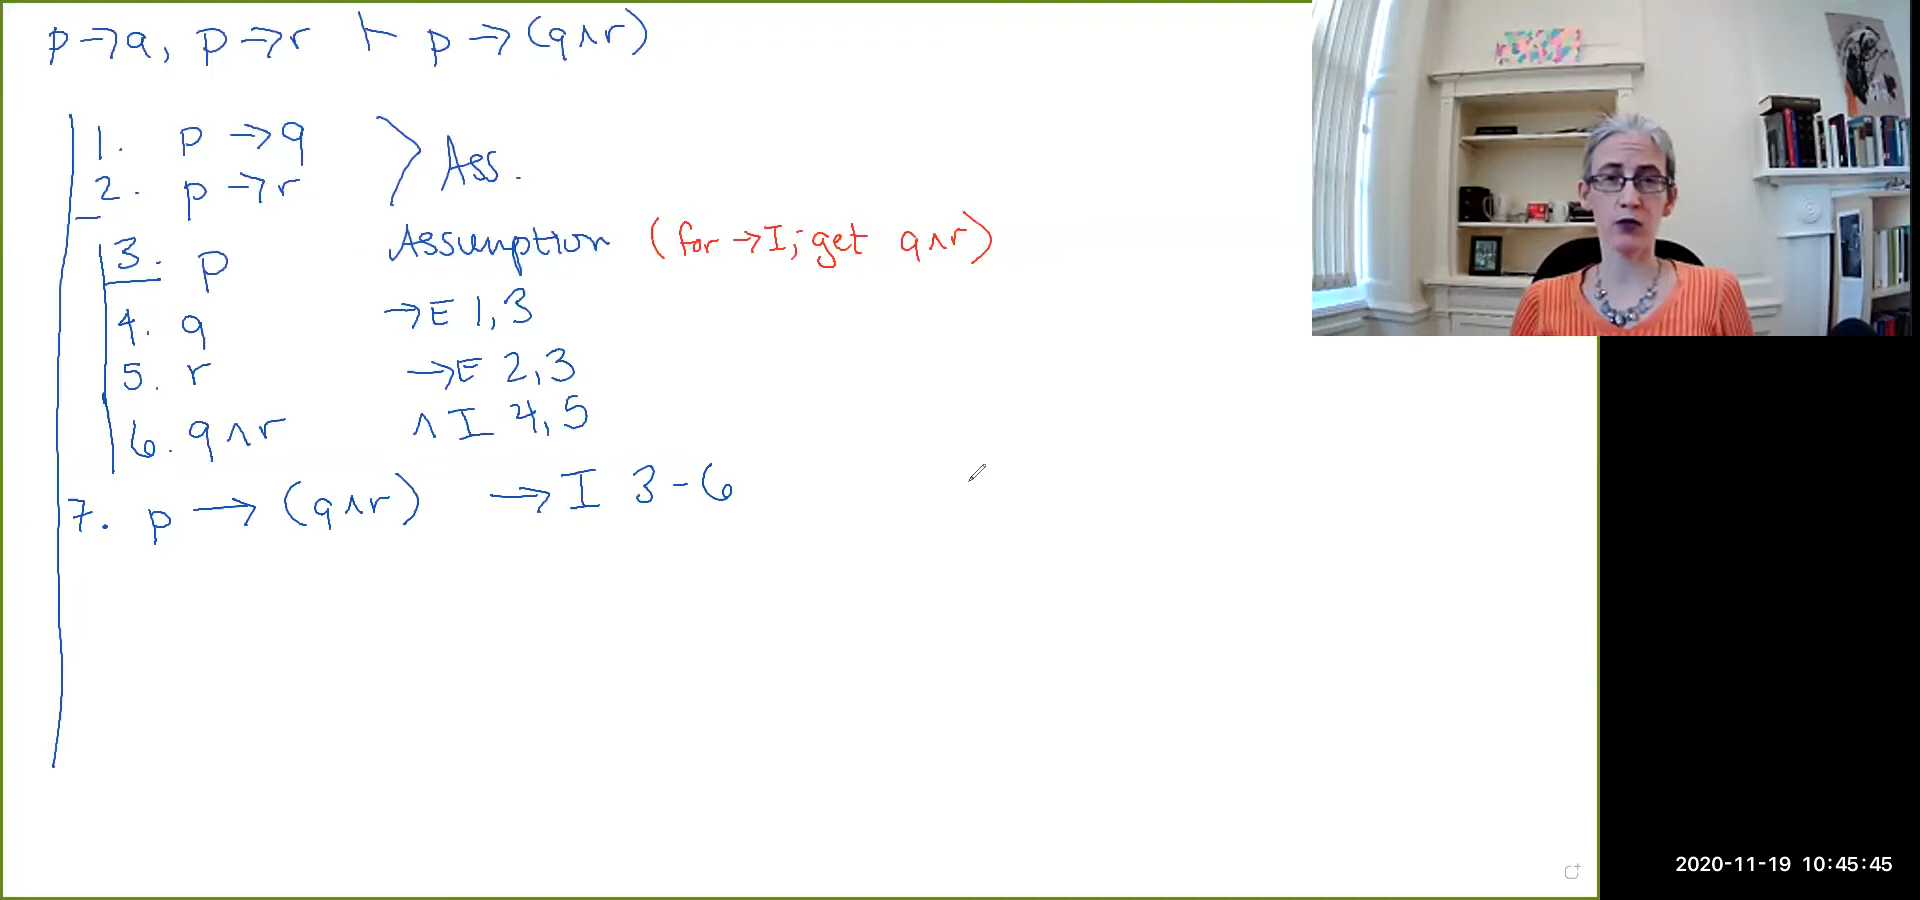 p→q, p→r ⊢ p→(q∧r)
1. p→q
2. p→r
} Ass.
3. p Assumption (for →I; get q∧r)
4. q →E 1,3
5. r →E 2,3
6. q∧r ∧I 4,5
7. p→(q∧r) →I 3-6
2020-11-19 10:45:45